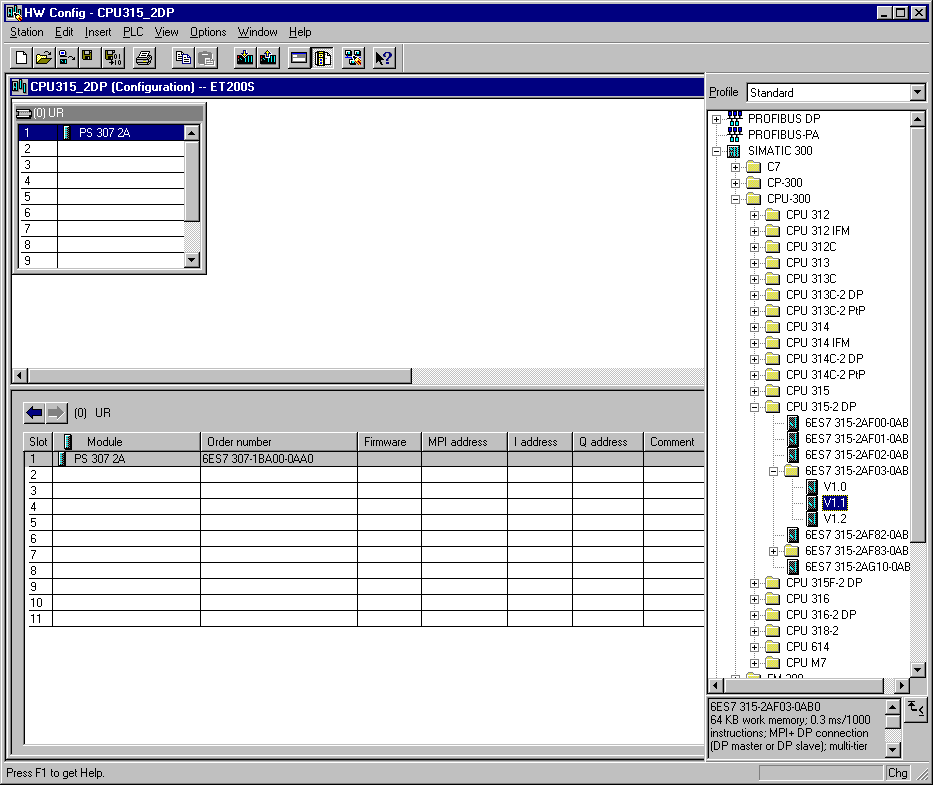 HW Config - CPU315_2DP
Station Edit Insert PLC View Options Window Help
CPU315_2DP (Configuration) -- ET200S
(0) UR
1 PS 307 2A
2
3
4
5
6
7
8
9
(0) UR
Slot Module Order number Firmware MPI address I address Q address Comment
1 PS 307 2A 6ES7 307-1BA00-0AA0
2
3
4
5
6
7
8
9
10
11
Profile Standard
PROFIBUS DP
PROFIBUS-PA
SIMATIC 300
C7
CP-300
CPU-300
CPU 312
CPU 312 IFM
CPU 312C
CPU 313
CPU 313C
CPU 313C-2 DP
CPU 313C-2 PtP
CPU 314
CPU 314 IFM
CPU 314C-2 DP
CPU 314C-2 PtP
CPU 315
CPU 315-2 DP
6ES7 315-2AF00-0AB
6ES7 315-2AF01-0AB
6ES7 315-2AF02-0AB
6ES7 315-2AF03-0AB
V1.0
V1.1
V1.2
6ES7 315-2AF82-0AB
6ES7 315-2AF83-0AB
6ES7 315-2AG10-0AB
CPU 315F-2 DP
CPU 316
CPU 316-2 DP
CPU 318-2
CPU 614
CPU M7
FM-300
6ES7 315-2AF03-0AB0
64 KB work memory; 0.3 ms/1000
instructions; MPI+ DP connection
(DP master or DP slave); multi-tier
Press F1 to get Help.
Chg